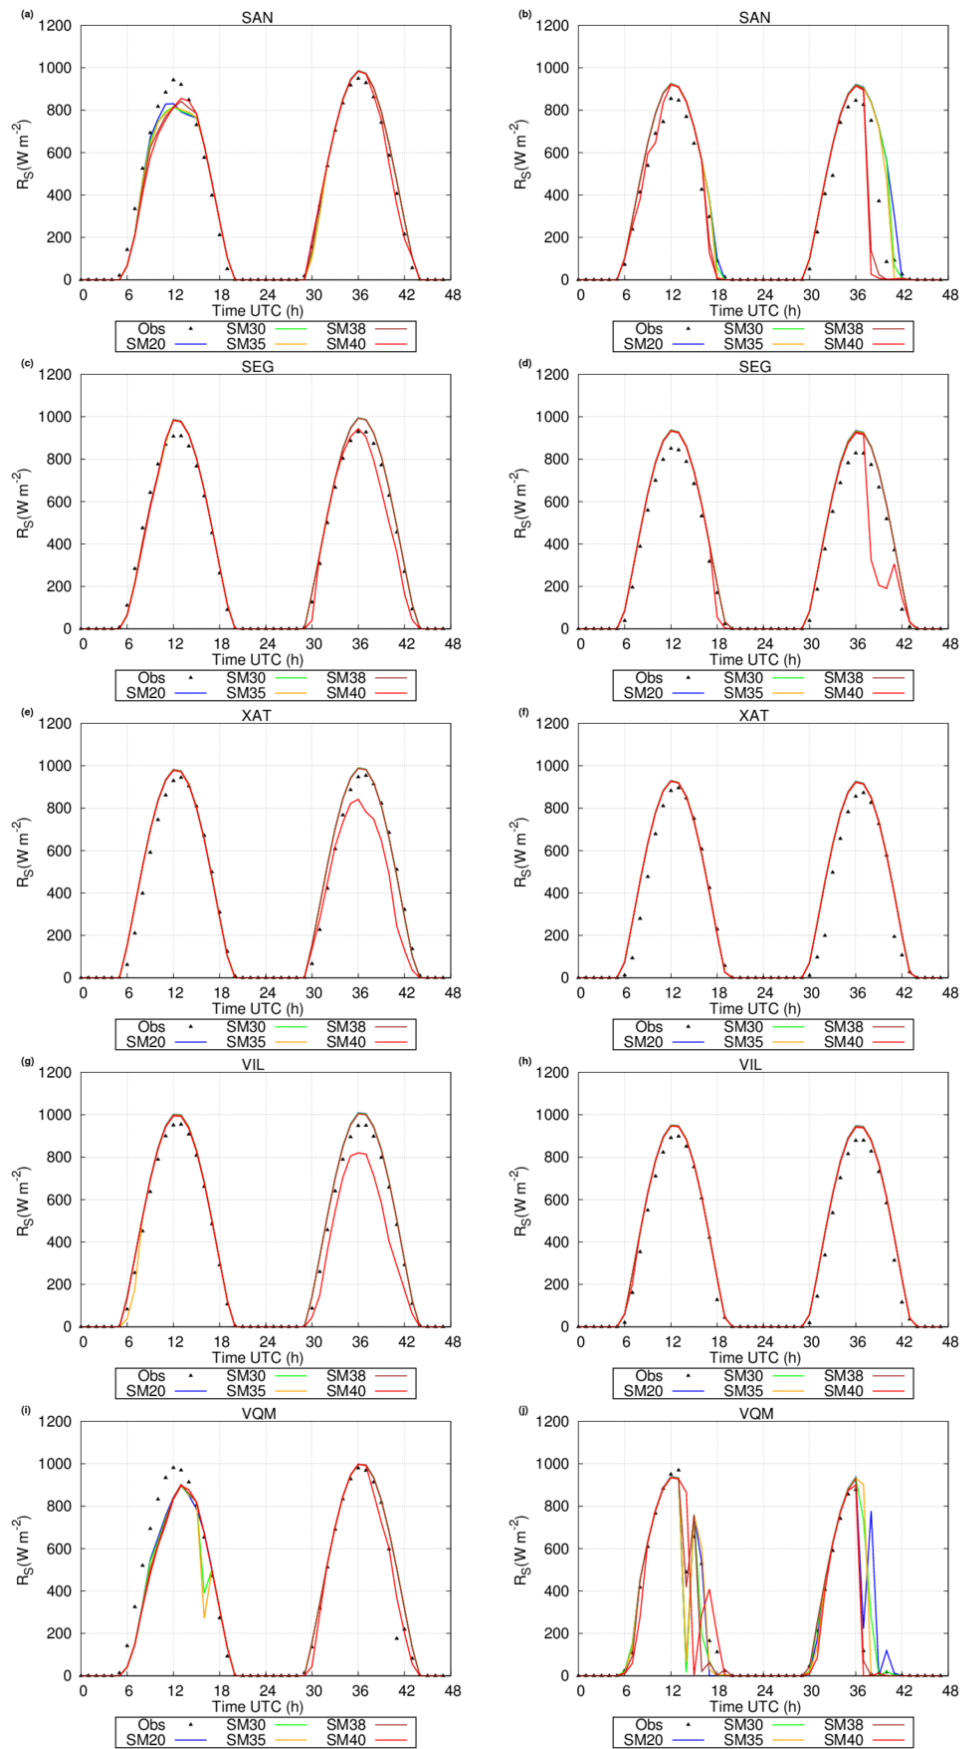 (a) SAN
1200
1000
800
600
400
200
0
R_S(W m^-2)
0 6 12 18 24 30 36 42 48
Time UTC (h)
Obs SM30 SM38
SM20 SM35 SM40
(b) SAN
1200
1000
800
600
400
200
0
R_S(W m^-2)
0 6 12 18 24 30 36 42 48
Time UTC (h)
Obs SM30 SM38
SM20 SM35 SM40
(c) SEG
1200
1000
800
600
400
200
0
R_S(W m^-2)
0 6 12 18 24 30 36 42 48
Time UTC (h)
Obs SM30 SM38
SM20 SM35 SM40
(d) SEG
1200
1000
800
600
400
200
0
R_S(W m^-2)
0 6 12 18 24 30 36 42 48
Time UTC (h)
Obs SM30 SM38
SM20 SM35 SM40
(e) XAT
1200
1000
800
600
400
200
0
R_S(W m^-2)
0 6 12 18 24 30 36 42 48
Time UTC (h)
Obs SM30 SM38
SM20 SM35 SM40
(f) XAT
1200
1000
800
600
400
200
0
R_S(W m^-2)
0 6 12 18 24 30 36 42 48
Time UTC (h)
Obs SM30 SM38
SM20 SM35 SM40
(g) VIL
1200
1000
800
600
400
200
0
R_S(W m^-2)
0 6 12 18 24 30 36 42 48
Time UTC (h)
Obs SM30 SM38
SM20 SM35 SM40
(h) VIL
1200
1000
800
600
400
200
0
R_S(W m^-2)
0 6 12 18 24 30 36 42 48
Time UTC (h)
Obs SM30 SM38
SM20 SM35 SM40
(i) VQM
1200
1000
800
600
400
200
0
R_S(W m^-2)
0 6 12 18 24 30 36 42 48
Time UTC (h)
Obs SM30 SM38
SM20 SM35 SM40
(j) VQM
1200
1000
800
600
400
200
0
R_S(W m^-2)
0 6 12 18 24 30 36 42 48
Time UTC (h)
Obs SM30 SM38
SM20 SM35 SM40